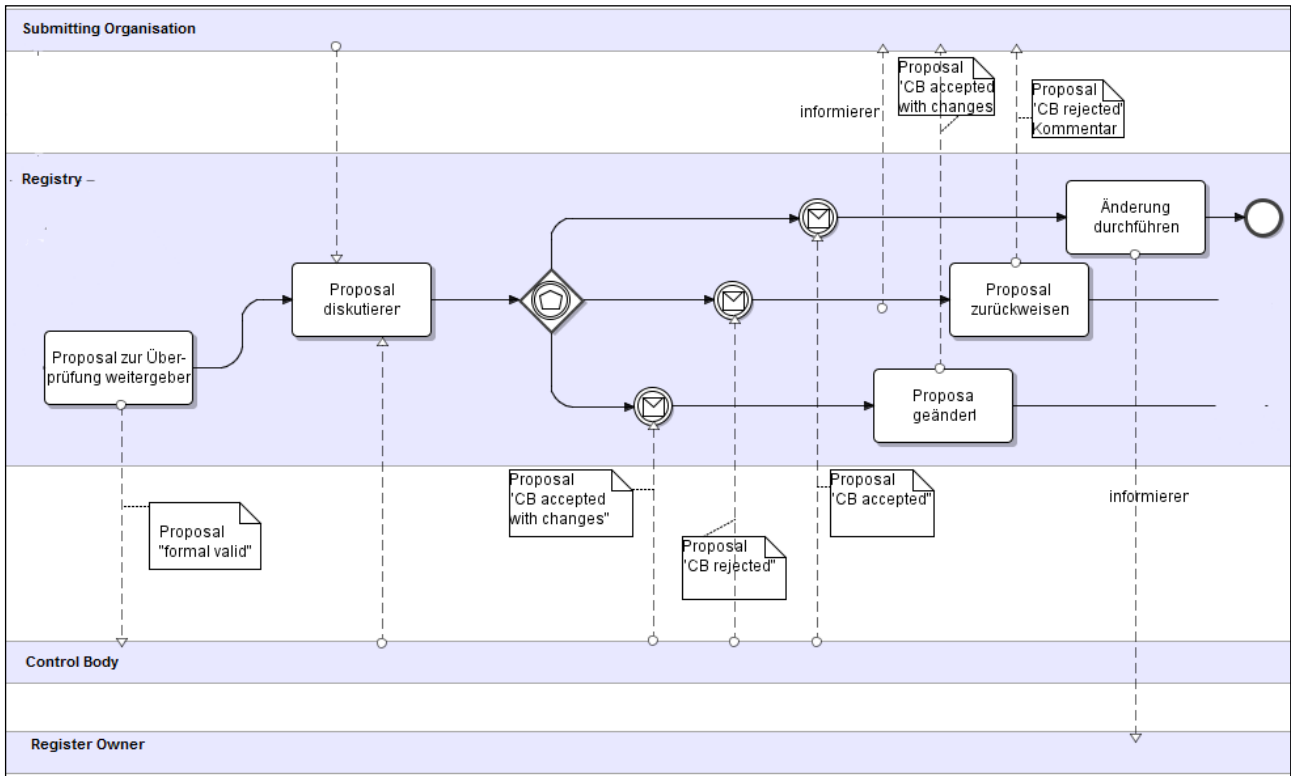 Submitting Organisation
Proposal
'CB accepted
with changes
Proposal
'CB rejected'
Kommentar
informierer
Registry –
Änderung
durchführen
Proposal
diskutierer
Proposal
zurückweisen
Proposal zur Über-
prüfung weitergeber
Proposa
geändert
Proposal
'CB accepted
with changes"
Proposal
'CB accepted"
informierer
Proposal
"formal valid"
Proposal
'CB rejected"
Control Body
Register Owner